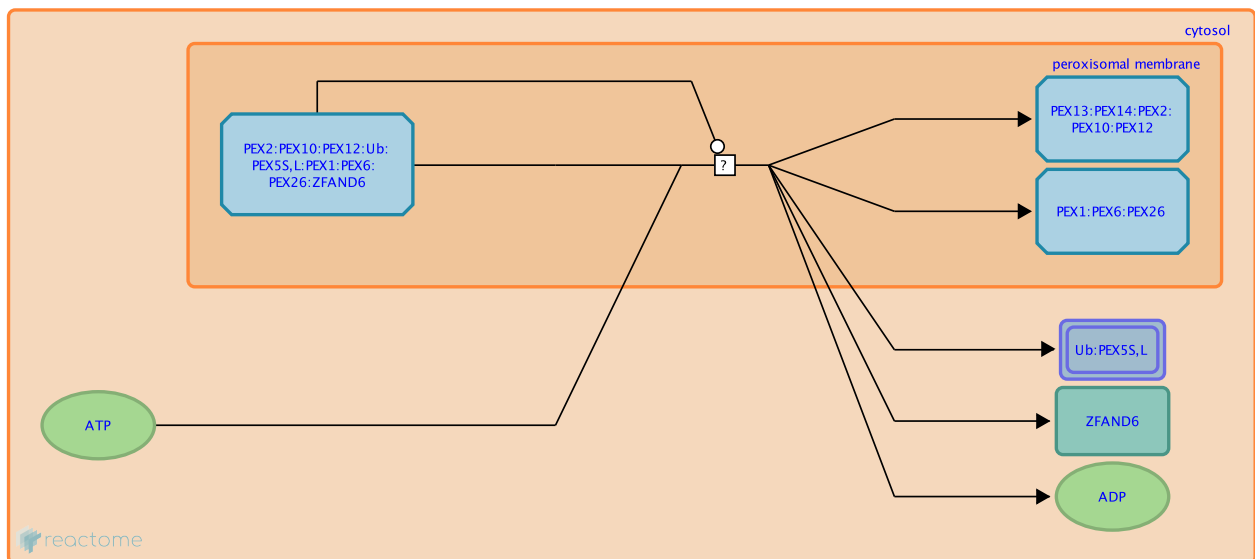 cytosol
peroxisomal membrane
PEX2:PEX10:PEX12:Ub:
PEX5S,L:PEX1:PEX6:
PEX26:ZFAND6
?
PEX13:PEX14:PEX2:
PEX10:PEX12
PEX1:PEX6:PEX26
Ub:PEX5S,L
ATP
ZFAND6
ADP
reactome